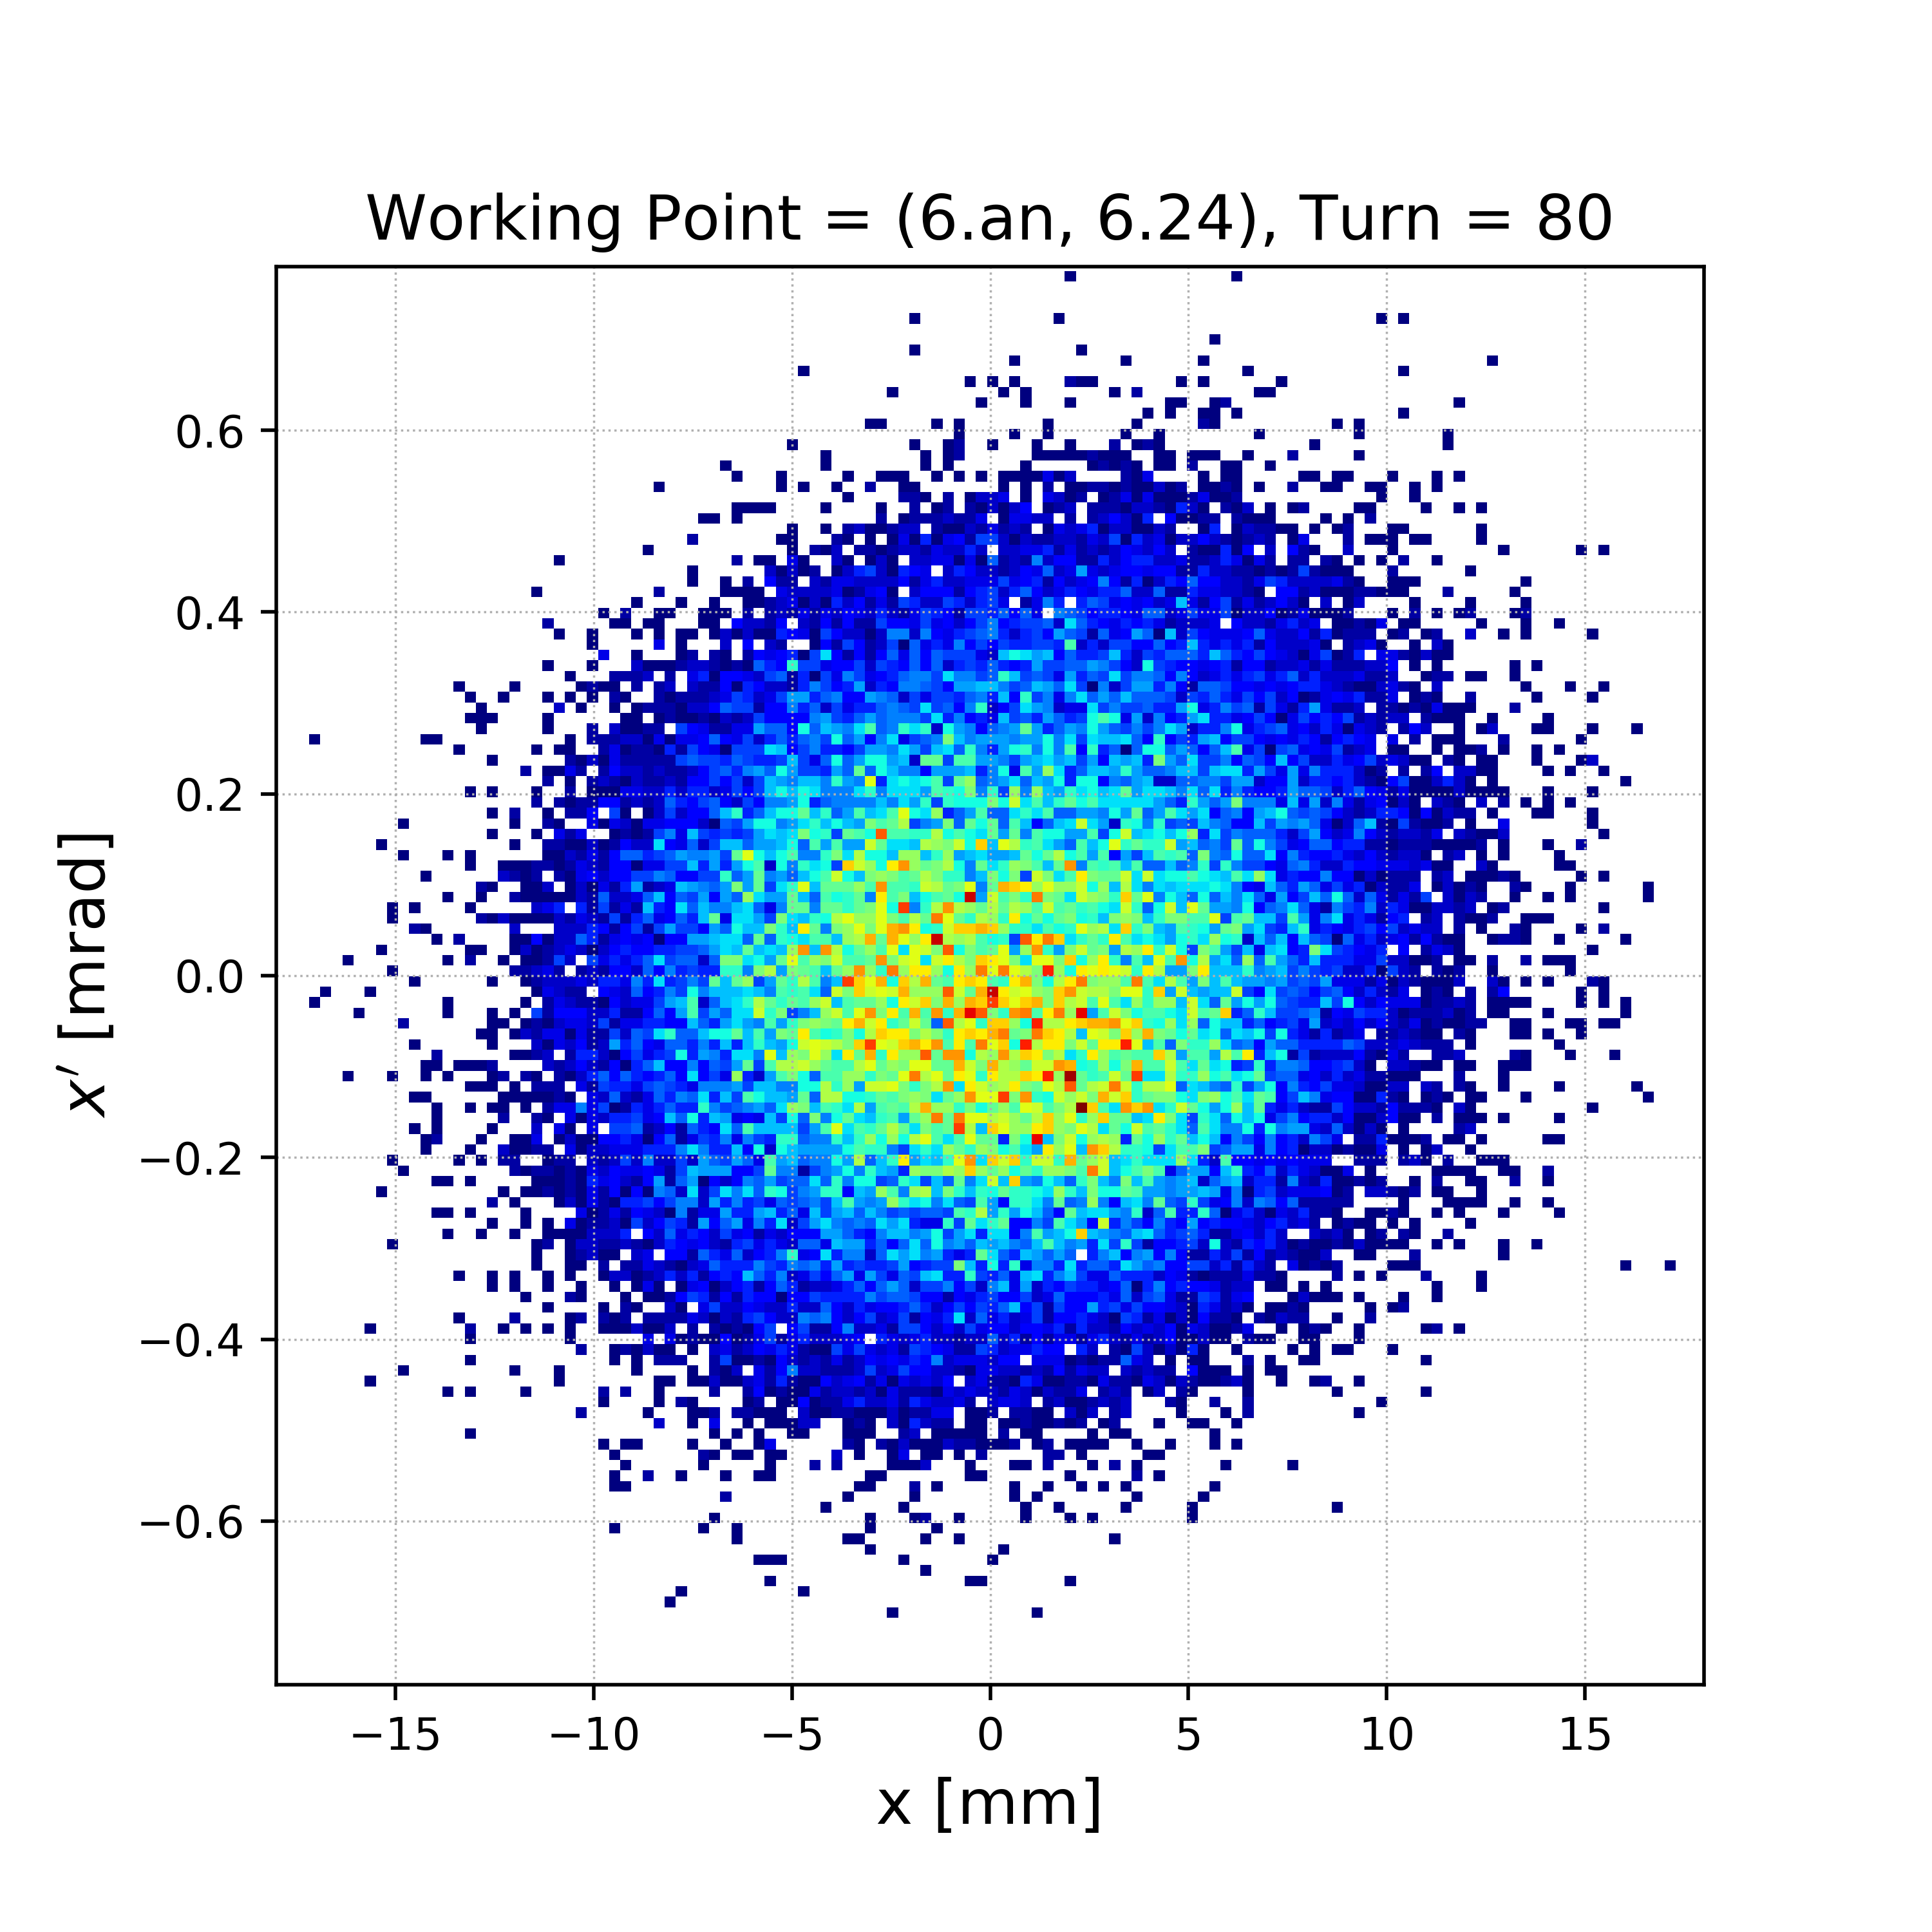 Working Point = (6.an, 6.24), Turn = 80
0.6
0.4
0.2
0.0
−0.2
−0.4
−0.6
x′ [mrad]
−15 −10 −5 0 5 10 15
x [mm]